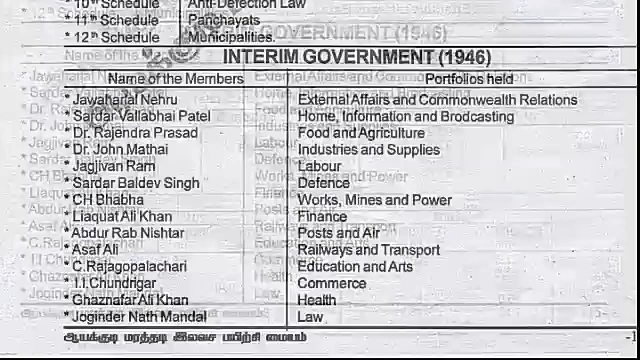 * 10th Schedule Anti-Defection Law
* 11th Schedule Panchayats
* 12th Schedule Municipalities.
INTERIM GOVERNMENT (1946)
Name of the Members Portfolios held
* Jawaharlal Nehru External Affairs and Commonwealth Relations
* Sardar Vallabhai Patel Home, Information and Brodcasting
* Dr. Rajendra Prasad Food and Agriculture
* Dr. John Mathai Industries and Supplies
* Jagjivan Ram Labour
* Sardar Baldev Singh Defence
* CH Bhabha Works, Mines and Power
* Liaquat Ali Khan Finance
* Abdur Rab Nishtar Posts and Air
* Asaf Ali Railways and Transport
* C.Rajagopalachari Education and Arts
* I.I.Chundrigar Commerce
* Ghaznafar Ali Khan Health
* Joginder Nath Mandal Law
ஆயக்குடி மரத்தடி இலவச பயிற்சி மையம் -1